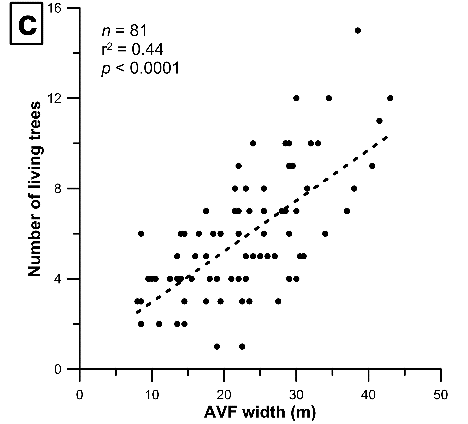 C
n = 81
r² = 0.44
p < 0.0001
Number of living trees
16
12
8
4
0
0 10 20 30 40 50
AVF width (m)